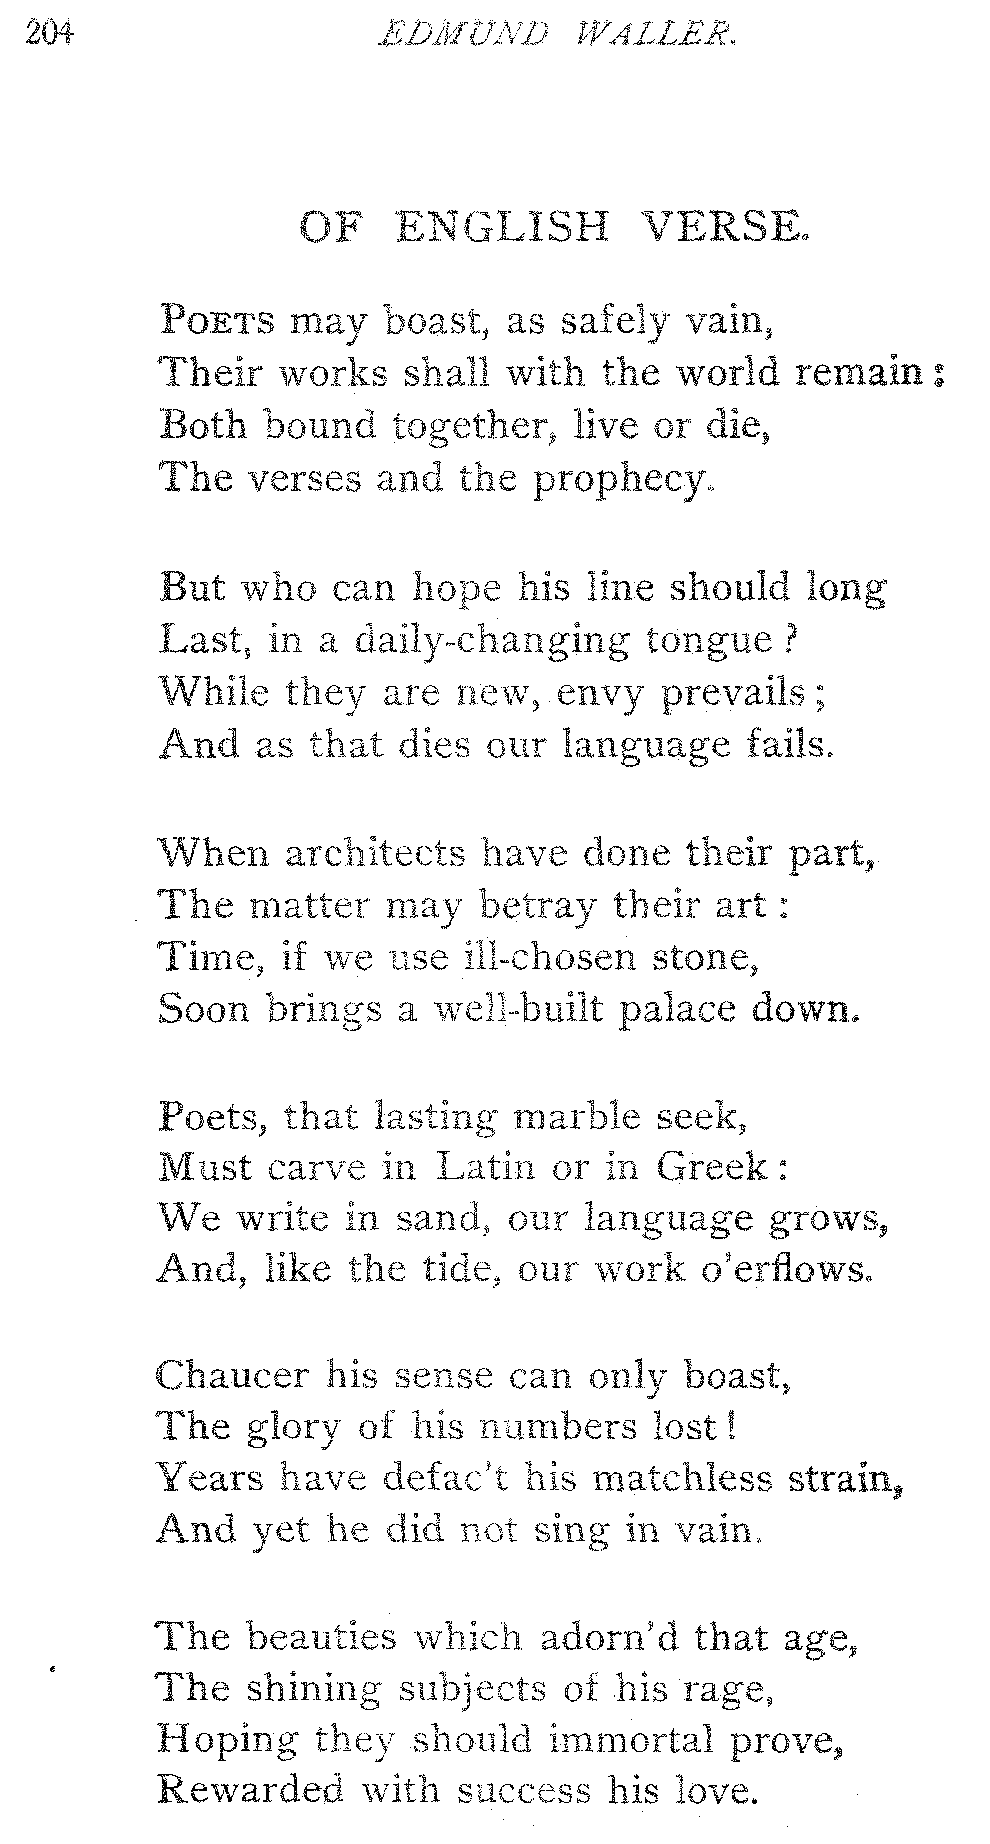 204 EDMUND WALLER.
OF ENGLISH VERSE.
POETS may boast, as safely vain,
Their works shall with the world remain:
Both bound together, live or die,
The verses and the prophecy.
But who can hope his line should long
Last, in a daily-changing tongue?
While they are new, envy prevails;
And as that dies our language fails.
When architects have done their part,
The matter may betray their art:
Time, if we use ill-chosen stone,
Soon brings a well-built palace down.
Poets, that lasting marble seek,
Must carve in Latin or in Greek:
We write in sand, our language grows,
And, like the tide, our work o'erflows.
Chaucer his sense can only boast,
The glory of his numbers lost!
Years have defac't his matchless strain,
And yet he did not sing in vain.
The beauties which adorn'd that age,
The shining subjects of his rage,
Hoping they should immortal prove,
Rewarded with success his love.